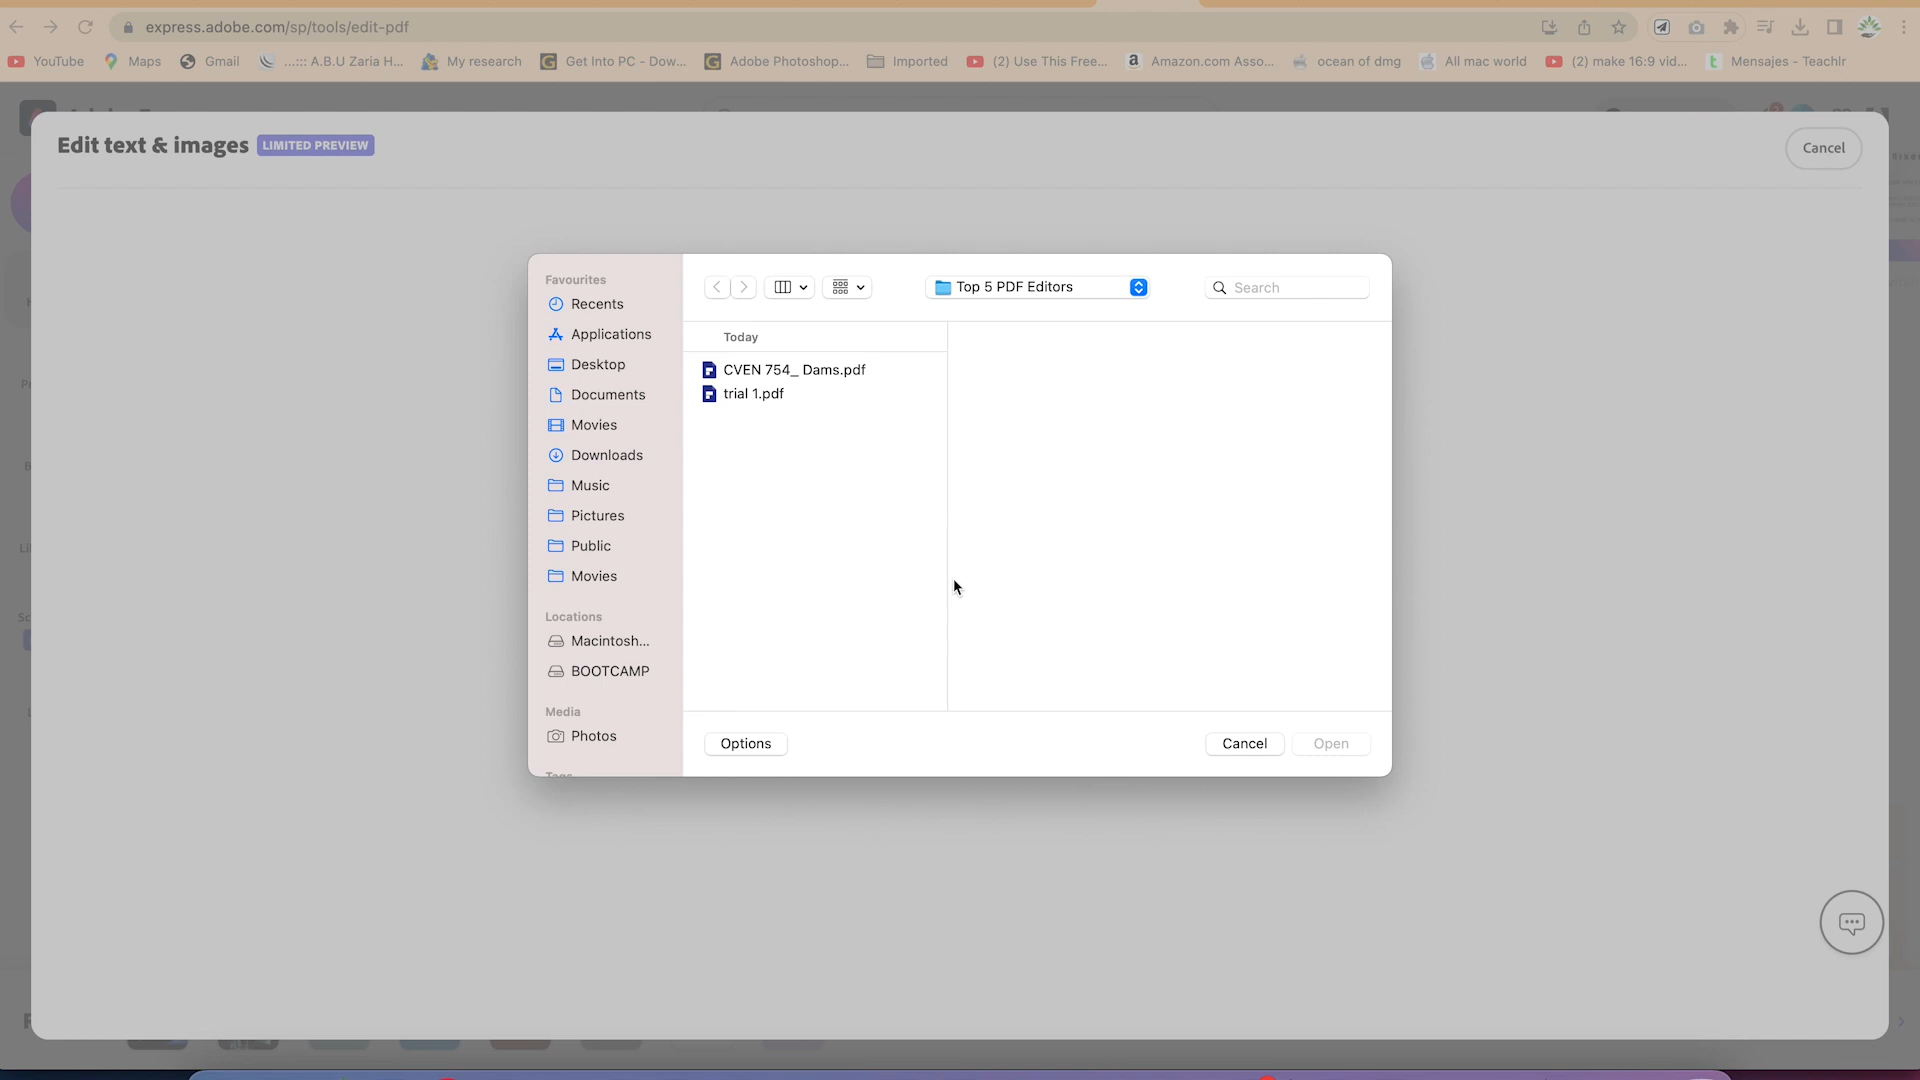 express.adobe.com/sp/tools/edit-pdf
YouTube Maps Gmail ...::: A.B.U Zaria H... My research Get Into PC - Dow... Adobe Photoshop... Imported (2) Use This Free... Amazon.com Asso... ocean of dmg All mac world (2) make 16:9 vid... Mensajes - Teachlr
Edit text & images LIMITED PREVIEW
Cancel
Favourites
Recents
Applications
Desktop
Documents
Movies
Downloads
Music
Pictures
Public
Movies
Locations
Macintosh...
BOOTCAMP
Media
Photos
Tags
Top 5 PDF Editors
Search
Today
CVEN 754_ Dams.pdf
trial 1.pdf
Options
Cancel
Open